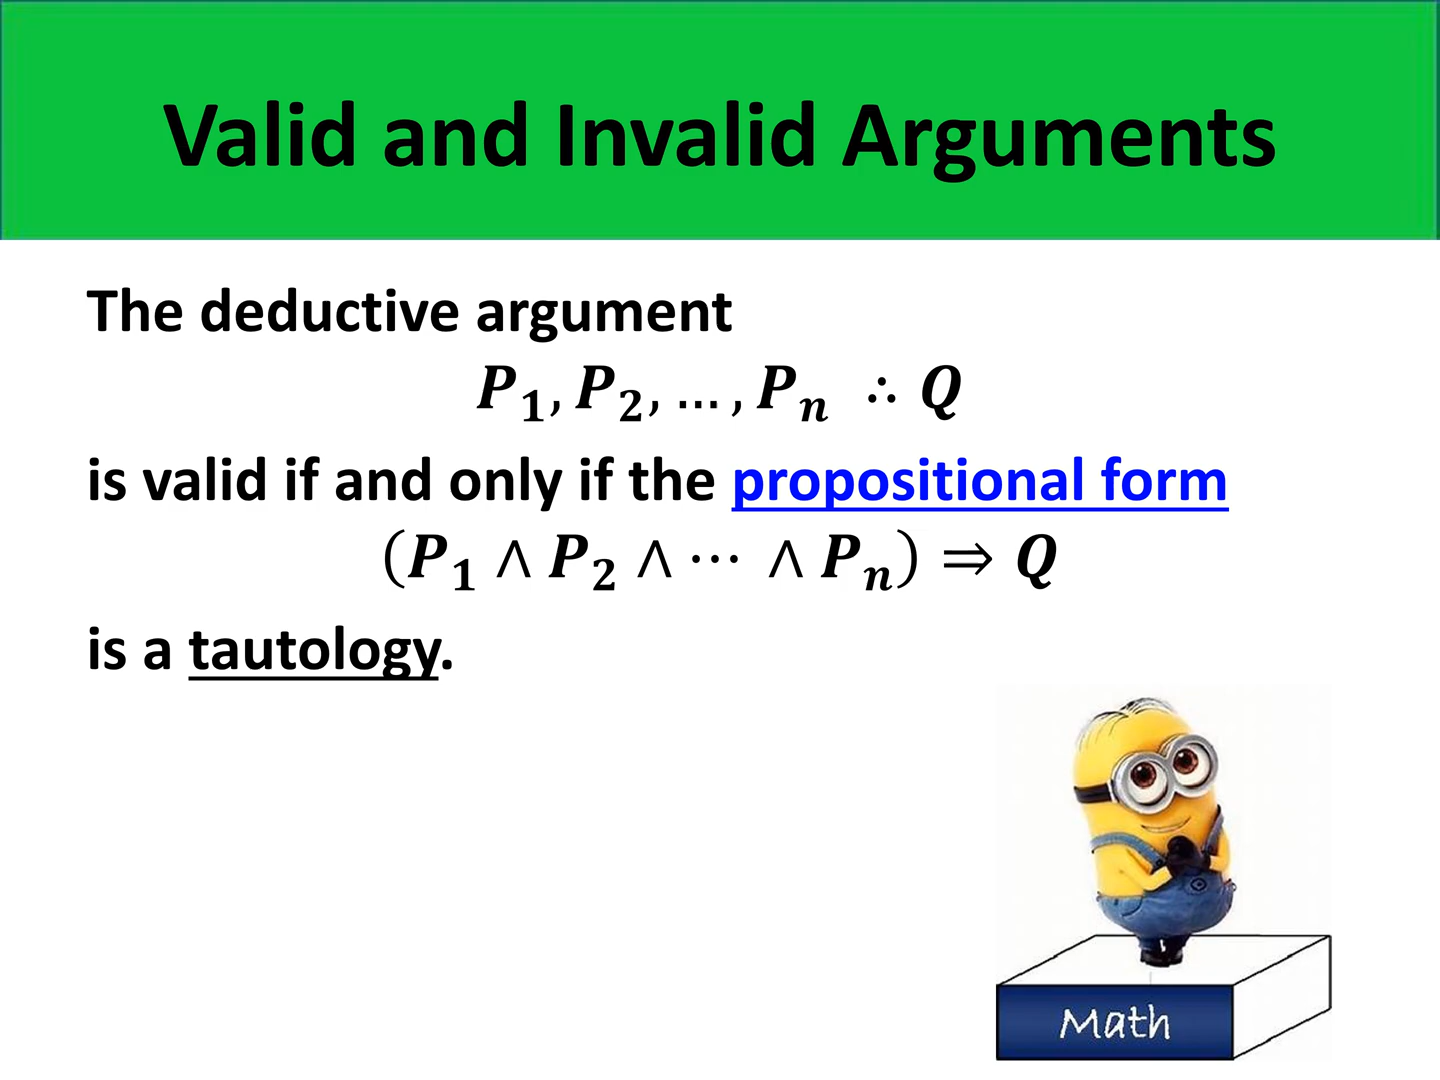 Valid and Invalid Arguments
The deductive argument
P₁, P₂, … , Pₙ ∴ Q
is valid if and only if the propositional form
(P₁ ∧ P₂ ∧ ⋯ ∧ Pₙ) ⇒ Q
is a tautology.
Math